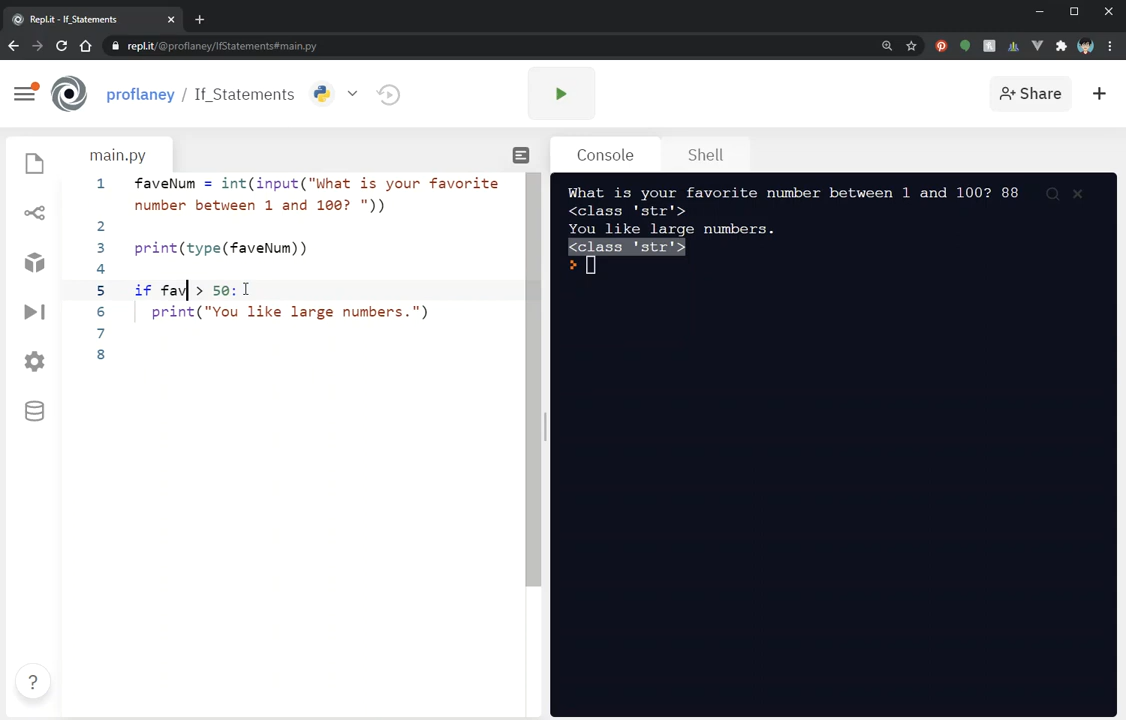 Repl.it - If_Statements
repl.it/@proflaney/IfStatements#main.py
proflaney / If_Statements
Share
main.py
1 faveNum = int(input("What is your favorite
number between 1 and 100? "))
2
3 print(type(faveNum))
4
5 if fav > 50:
6 print("You like large numbers.")
7
8
?
Console
Shell
What is your favorite number between 1 and 100? 88
<class 'str'>
You like large numbers.
<class 'str'>